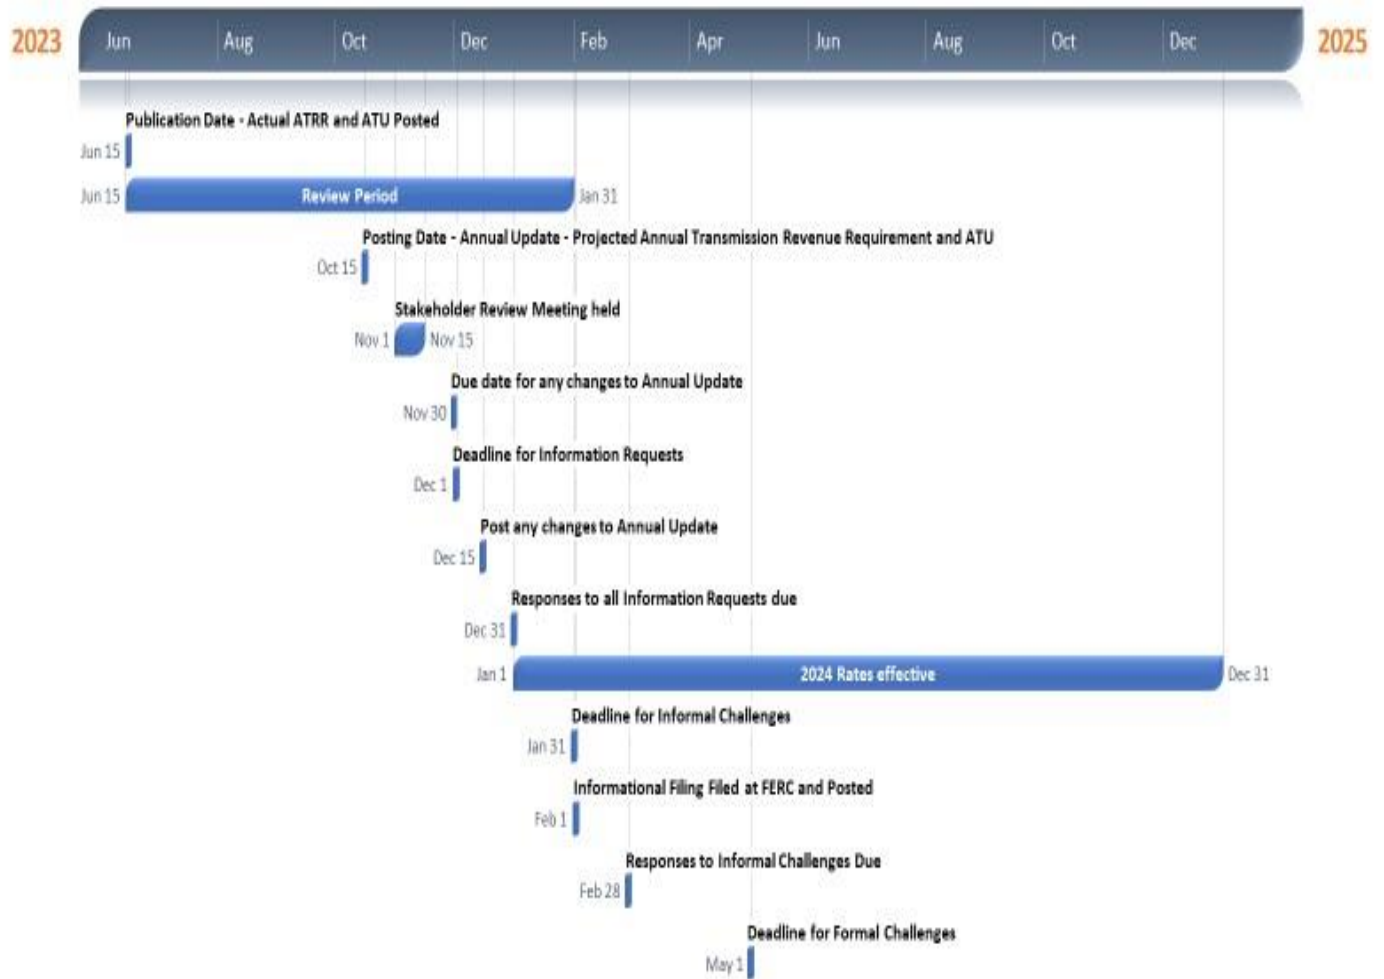 2023 Jun Aug Oct Dec Feb Apr Jun Aug Oct Dec 2025
Publication Date - Actual ATRR and ATU Posted
Jun 15
Jun 15 Review Period Jan 31
Posting Date - Annual Update - Projected Annual Transmission Revenue Requirement and ATU
Oct 15
Stakeholder Review Meeting held
Nov 1 Nov 15
Due date for any changes to Annual Update
Nov 30
Deadline for Information Requests
Dec 1
Post any changes to Annual Update
Dec 15
Responses to all Information Requests due
Dec 31
Jan 1 2024 Rates effective Dec 31
Deadline for Informal Challenges
Jan 31
Informational Filing Filed at FERC and Posted
Feb 1
Responses to Informal Challenges Due
Feb 28
Deadline for Formal Challenges
May 1